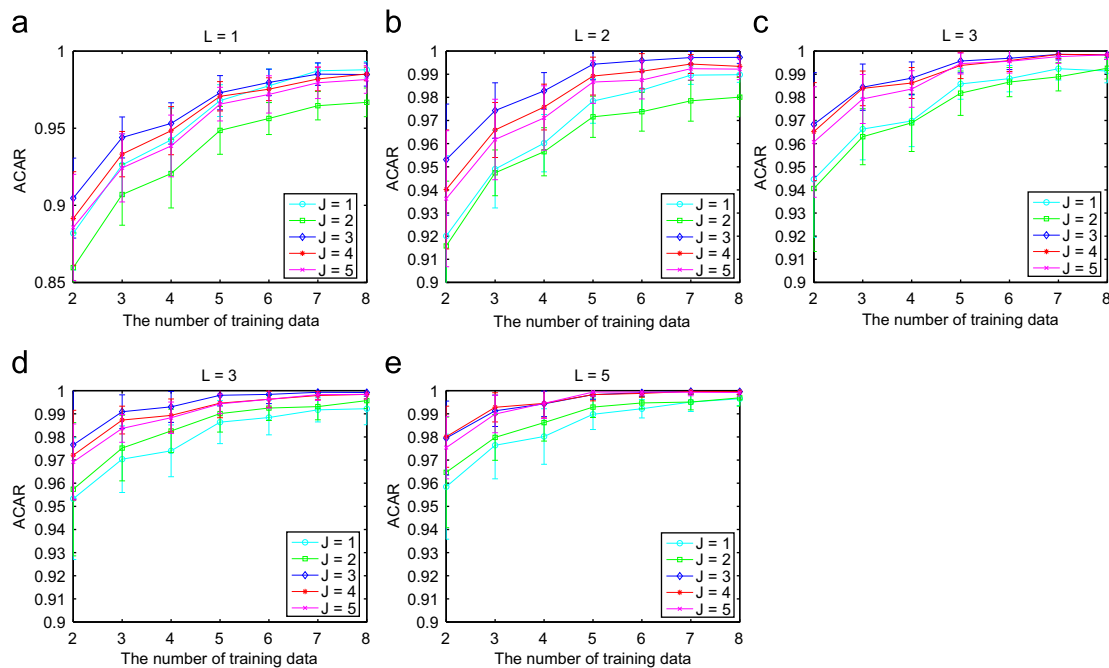 a
L = 1
ACAR
1
0.95
0.9
0.85
2 3 4 5 6 7 8
The number of training data
J = 1
J = 2
J = 3
J = 4
J = 5
b
L = 2
ACAR
1
0.99
0.98
0.97
0.96
0.95
0.94
0.93
0.92
0.91
0.9
2 3 4 5 6 7 8
The number of training data
J = 1
J = 2
J = 3
J = 4
J = 5
c
L = 3
ACAR
1
0.99
0.98
0.97
0.96
0.95
0.94
0.93
0.92
0.91
0.9
2 3 4 5 6 7 8
The number of training data
J = 1
J = 2
J = 3
J = 4
J = 5
d
L = 3
ACAR
1
0.99
0.98
0.97
0.96
0.95
0.94
0.93
0.92
0.91
0.9
2 3 4 5 6 7 8
The number of training data
J = 1
J = 2
J = 3
J = 4
J = 5
e
L = 5
ACAR
1
0.99
0.98
0.97
0.96
0.95
0.94
0.93
0.92
0.91
0.9
2 3 4 5 6 7 8
The number of training data
J = 1
J = 2
J = 3
J = 4
J = 5